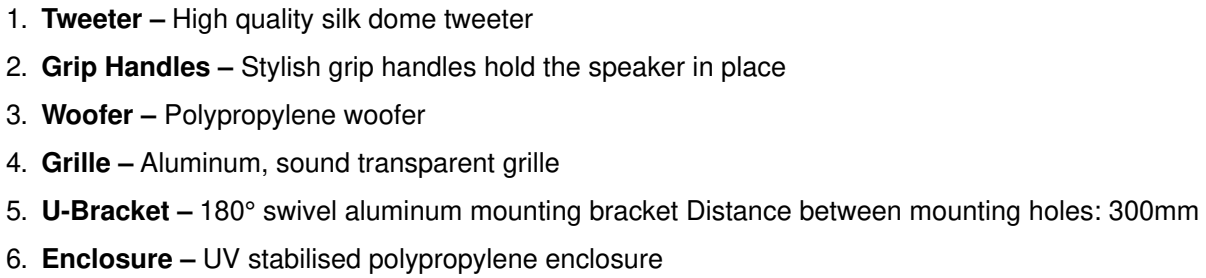 1. Tweeter – High quality silk dome tweeter
2. Grip Handles – Stylish grip handles hold the speaker in place
3. Woofer – Polypropylene woofer
4. Grille – Aluminum, sound transparent grille
5. U-Bracket – 180° swivel aluminum mounting bracket Distance between mounting holes: 300mm
6. Enclosure – UV stabilised polypropylene enclosure